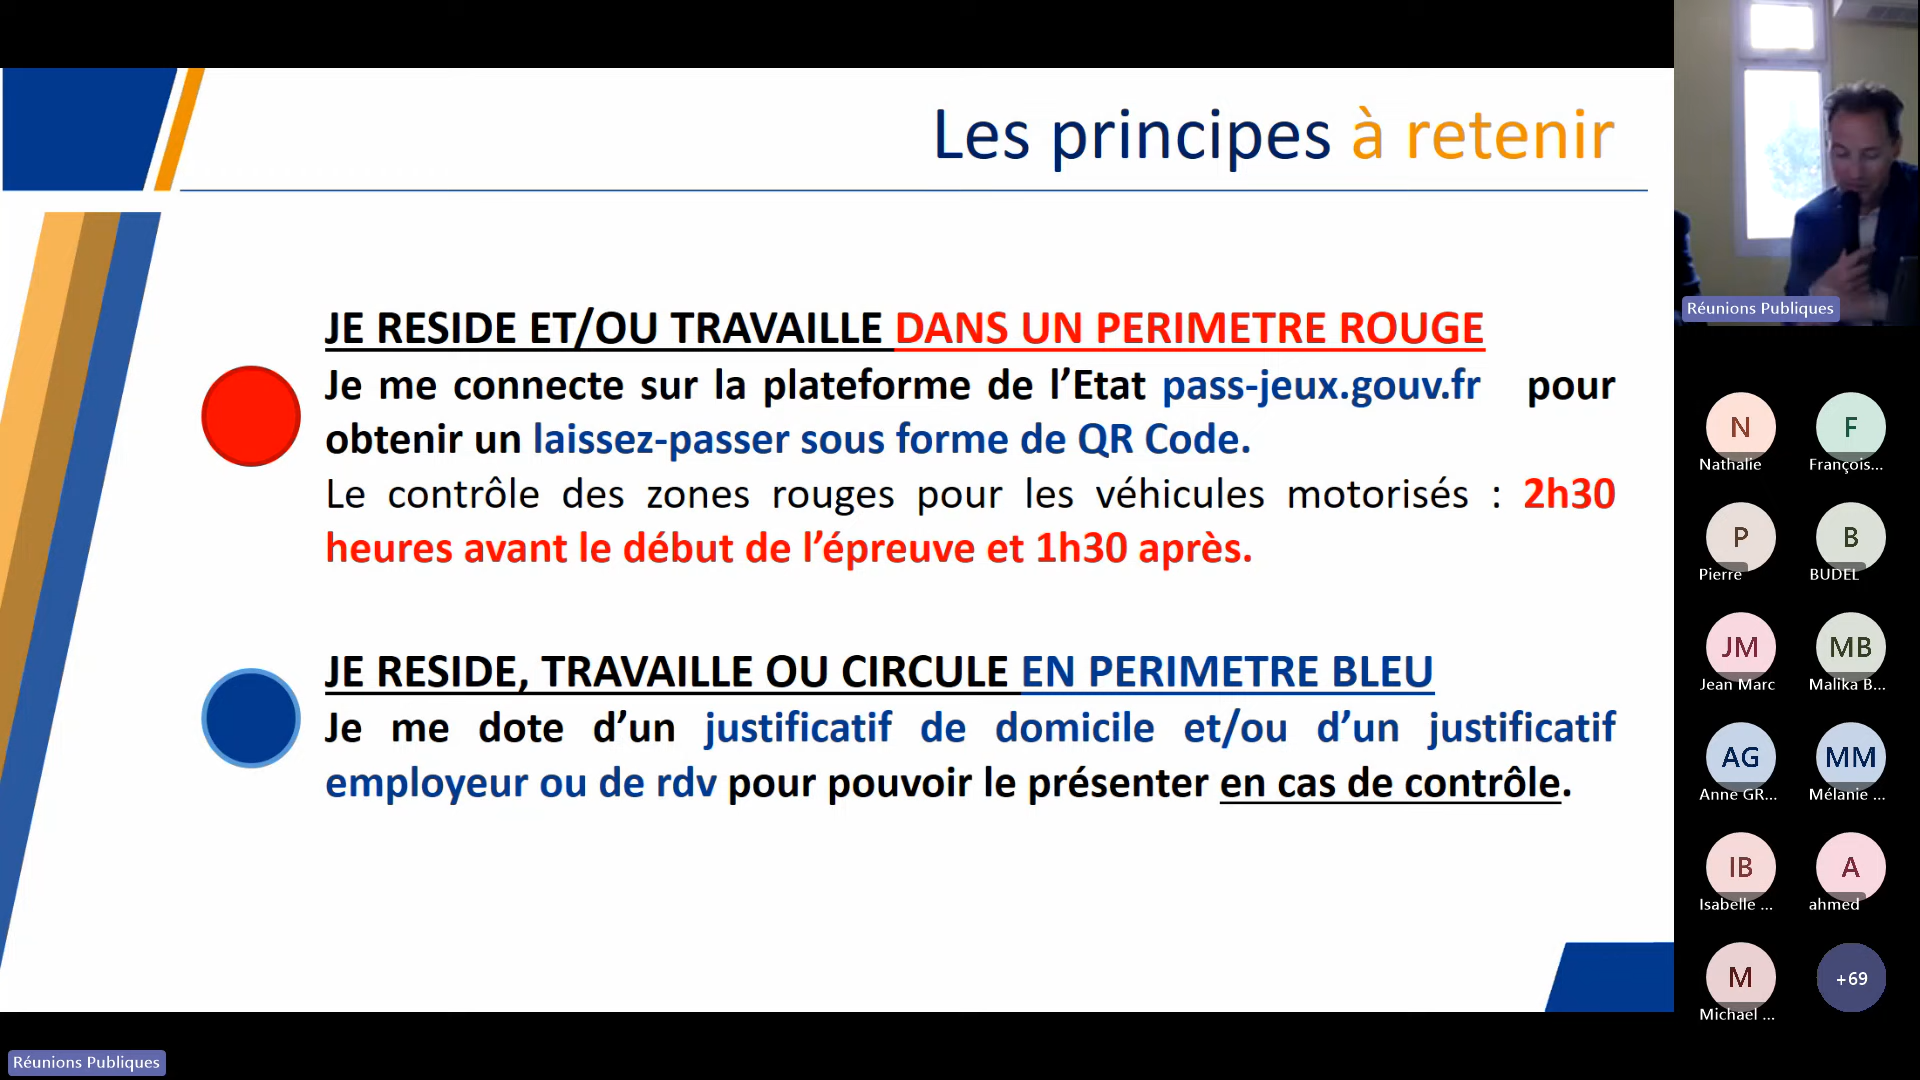 Les principes à retenir
JE RESIDE ET/OU TRAVAILLE DANS UN PERIMETRE ROUGE
Je me connecte sur la plateforme de l’Etat pass-jeux.gouv.fr pour
obtenir un laissez-passer sous forme de QR Code.
Le contrôle des zones rouges pour les véhicules motorisés : 2h30
heures avant le début de l’épreuve et 1h30 après.
JE RESIDE, TRAVAILLE OU CIRCULE EN PERIMETRE BLEU
Je me dote d’un justificatif de domicile et/ou d’un justificatif
employeur ou de rdv pour pouvoir le présenter en cas de contrôle.
Réunions Publiques
N
Nathalie
F
François...
P
Pierre
B
BUDEL
JM
Jean Marc
MB
Malika B...
AG
Anne GR...
MM
Mélanie ...
IB
Isabelle ...
A
ahmed
M
Michael ...
+69
Réunions Publiques